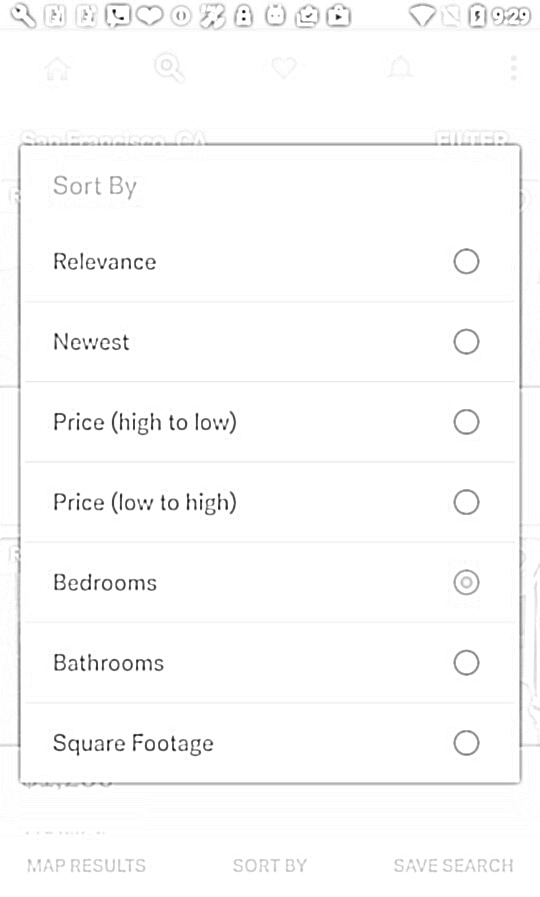 9:29
San Francisco, CA FILTER
Sort By
Relevance
Newest
Price (high to low)
Price (low to high)
Bedrooms
Bathrooms
Square Footage
MAP RESULTS SORT BY SAVE SEARCH